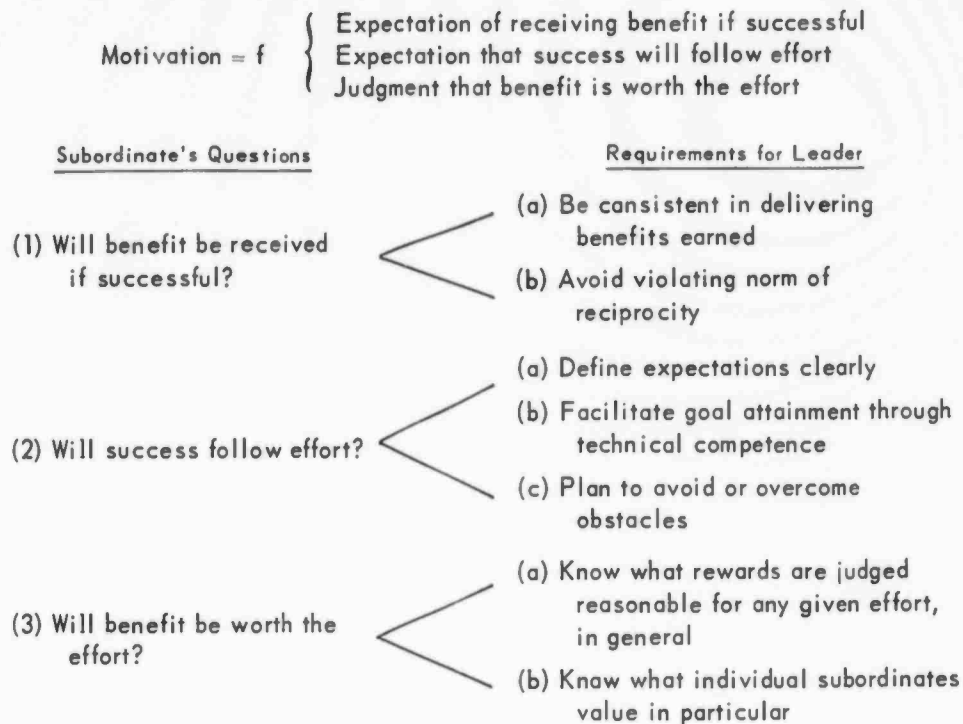 Motivation = f { Expectation of receiving benefit if successful
Expectation that success will follow effort
Judgment that benefit is worth the effort
Subordinate's Questions
Requirements for Leader
(1) Will benefit be received
if successful?
(a) Be cansistent in delivering
benefits earned
(b) Avoid violating norm of
reciprocity
(2) Will success follow effort?
(a) Define expectations clearly
(b) Facilitate goal attainment through
technical competence
(c) Plan to avoid or overcome
obstacles
(3) Will benefit be worth the
effort?
(a) Know what rewards are judged
reasonable for any given effort,
in general
(b) Knaw what individual subordinates
value in particular